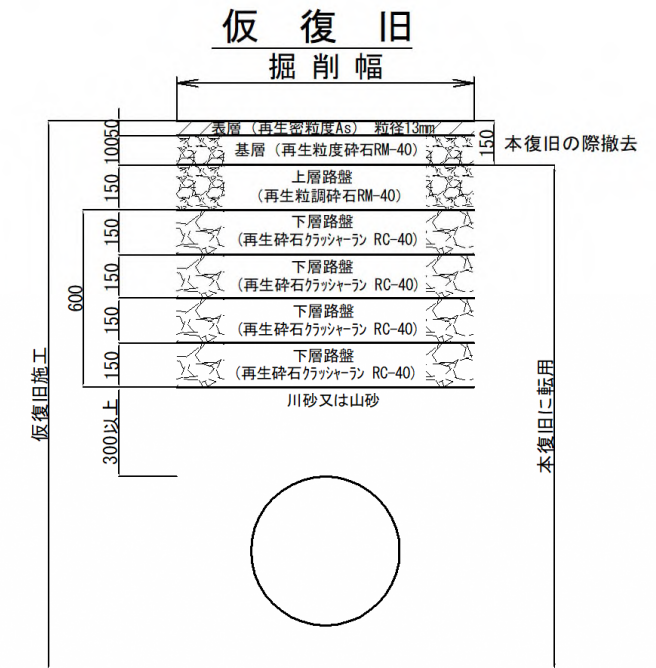 仮復旧
掘削幅
表層（再生密粒度As） 粒径13mm
50
基層（再生粒度砕石RM-40）
100
150
本復旧の際撤去
上層路盤
（再生粒調砕石RM-40）
150
下層路盤
（再生砕石クラッシャーラン RC-40）
150
下層路盤
（再生砕石クラッシャーラン RC-40）
150
600
下層路盤
（再生砕石クラッシャーラン RC-40）
150
下層路盤
（再生砕石クラッシャーラン RC-40）
150
川砂又は山砂
300以上
仮復旧施工
本復旧に転用